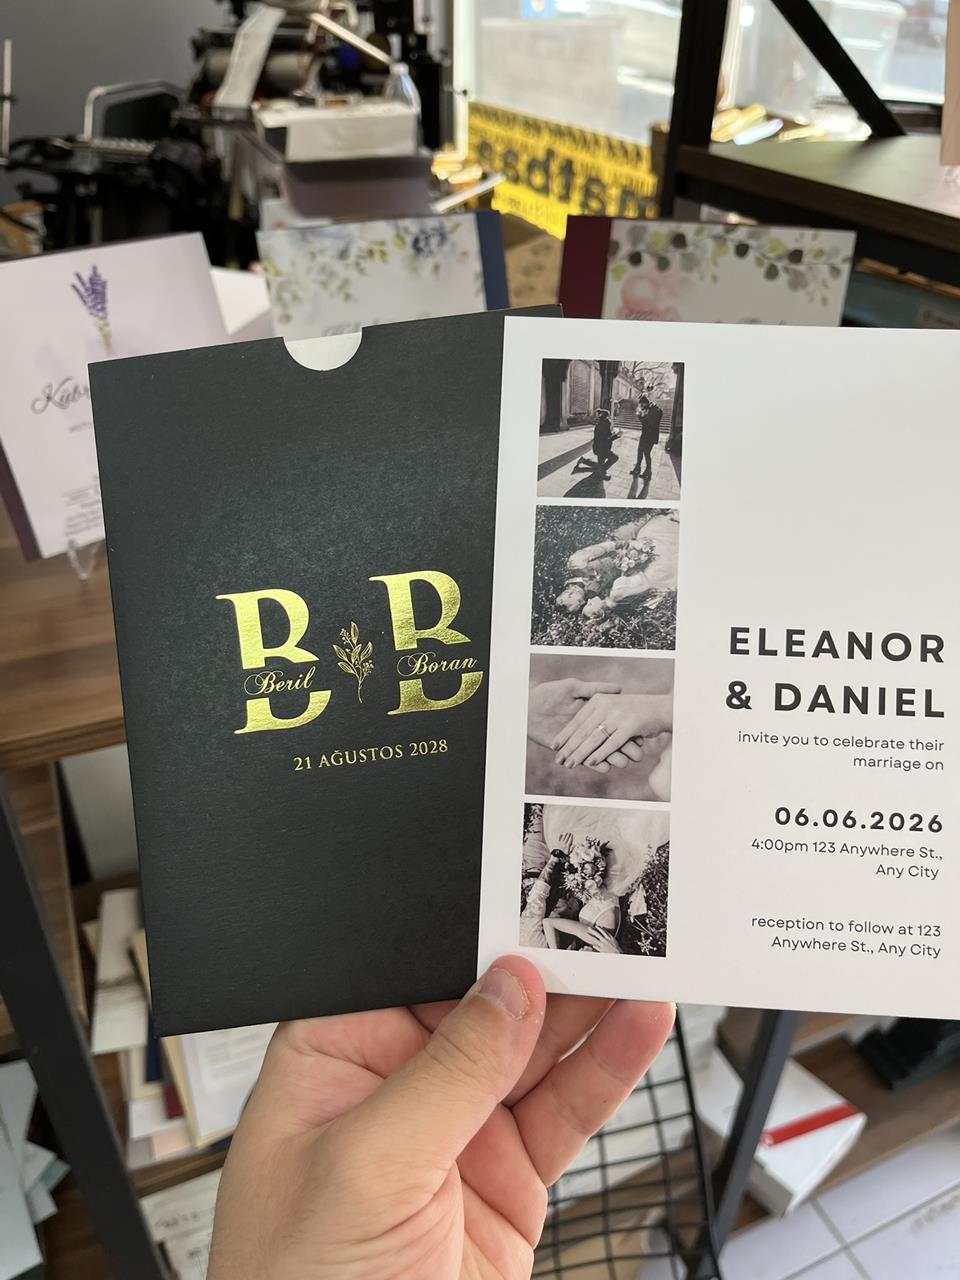 B B
Beril Boran
21 AĞUSTOS 2028
ELEANOR
& DANIEL
invite you to celebrate their
marriage on
06.06.2026
4:00pm 123 Anywhere St.,
Any City
reception to follow at 123
Anywhere St., Any City